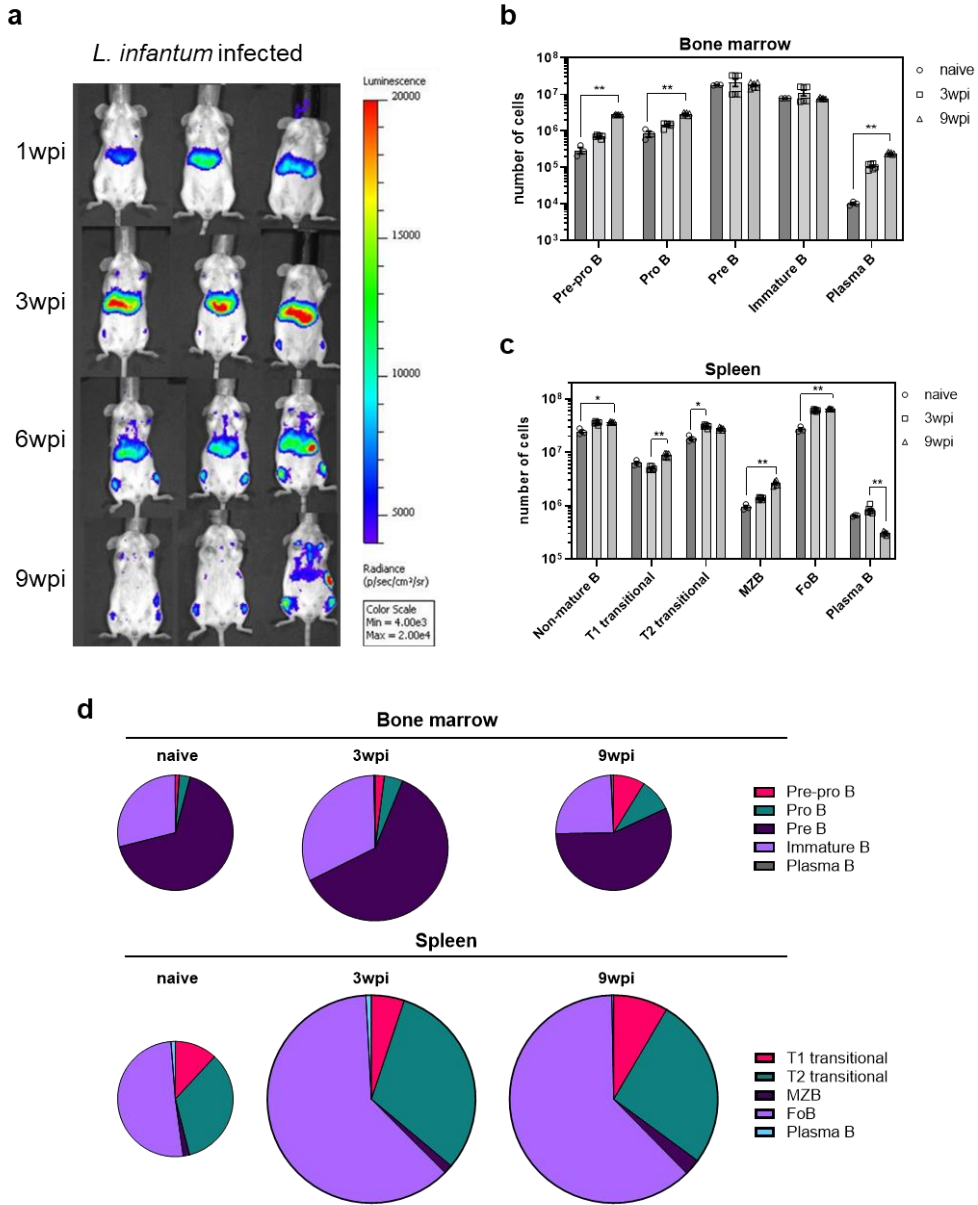 a
L. infantum infected
1wpi
3wpi
6wpi
9wpi
Luminescence
20000
15000
10000
5000
Radiance
(p/sec/cm²/sr)
Color Scale
Min = 4.00e3
Max = 2.00e4
b
Bone marrow
number of cells
10⁸
10⁷
10⁶
10⁵
10⁴
10³
** ** **
Pre-pro B
Pro B
Pre B
Immature B
Plasma B
naive
3wpi
9wpi
c
Spleen
number of cells
10⁸
10⁷
10⁶
10⁵
* ** * ** ** **
Non-mature B
T1 transitional
T2 transitional
MZB
FoB
Plasma B
naive
3wpi
9wpi
d
Bone marrow
naive 3wpi 9wpi
Pre-pro B
Pro B
Pre B
Immature B
Plasma B
Spleen
naive 3wpi 9wpi
T1 transitional
T2 transitional
MZB
FoB
Plasma B